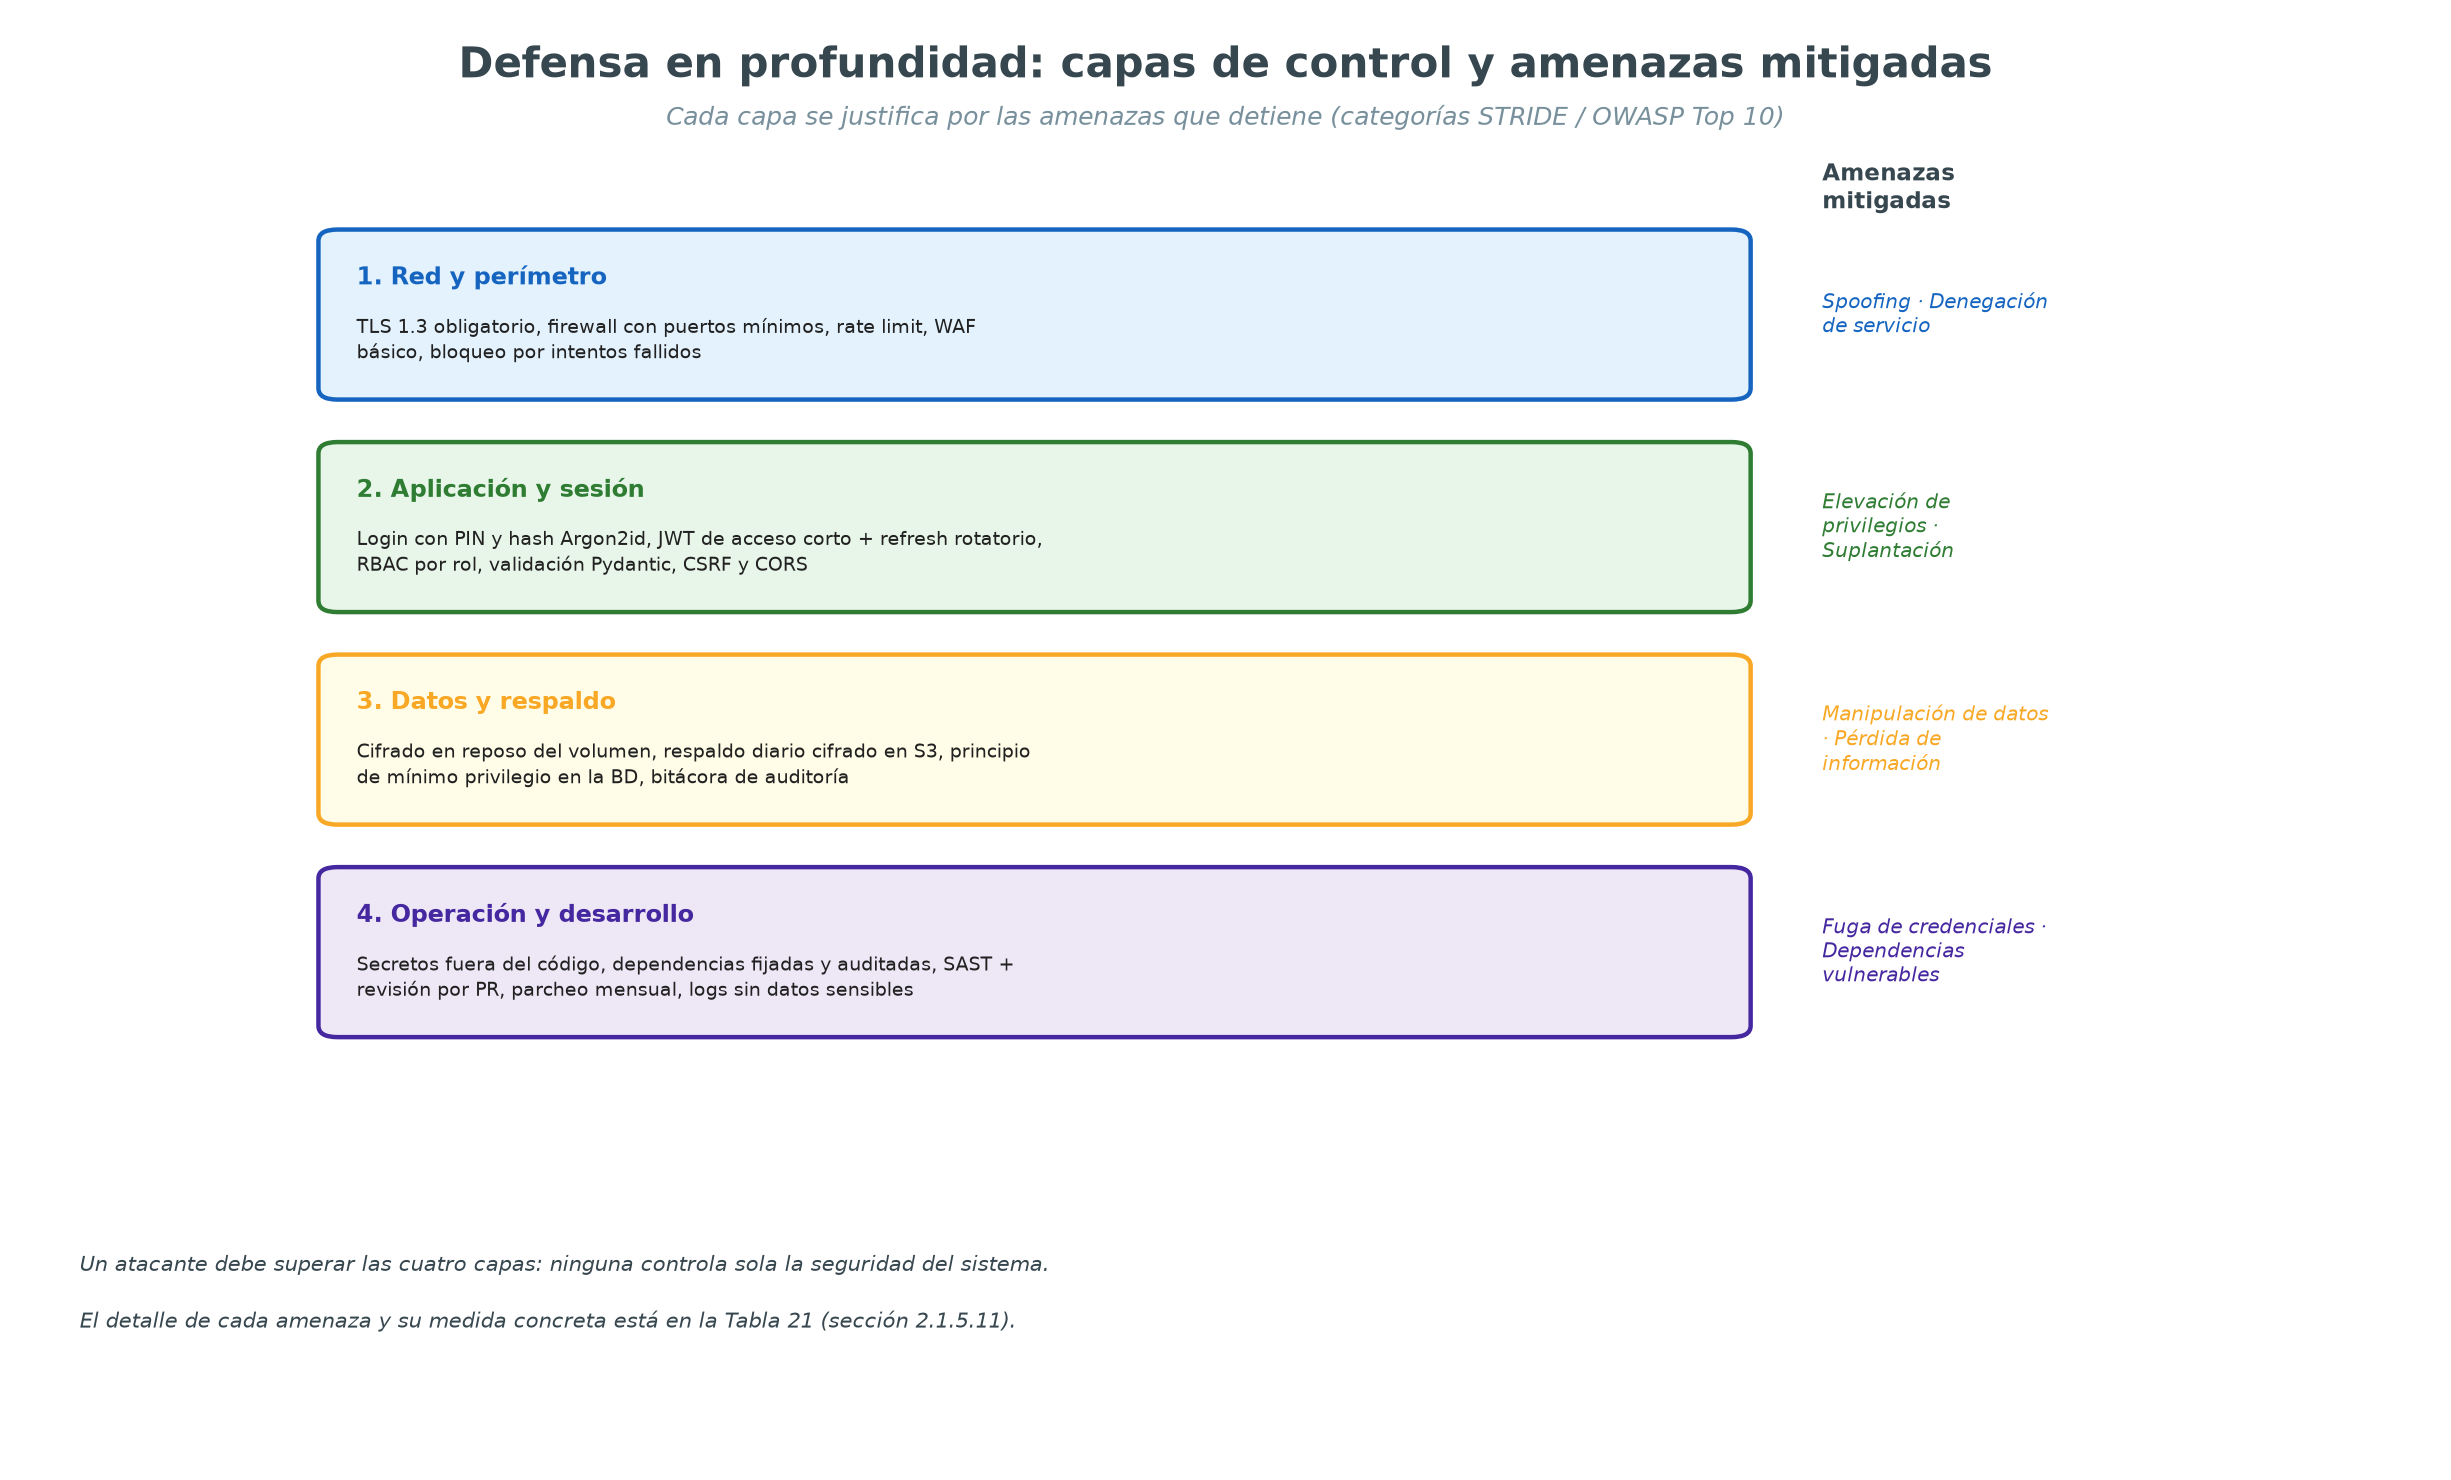 Defensa en profundidad: capas de control y amenazas mitigadas
Cada capa se justifica por las amenazas que detiene (categorías STRIDE / OWASP Top 10)
Amenazas
mitigadas
1. Red y perímetro
TLS 1.3 obligatorio, firewall con puertos mínimos, rate limit, WAF
básico, bloqueo por intentos fallidos
Spoofing · Denegación
de servicio
2. Aplicación y sesión
Login con PIN y hash Argon2id, JWT de acceso corto + refresh rotatorio,
RBAC por rol, validación Pydantic, CSRF y CORS
Elevación de
privilegios ·
Suplantación
3. Datos y respaldo
Cifrado en reposo del volumen, respaldo diario cifrado en S3, principio
de mínimo privilegio en la BD, bitácora de auditoría
Manipulación de datos
· Pérdida de
información
4. Operación y desarrollo
Secretos fuera del código, dependencias fijadas y auditadas, SAST +
revisión por PR, parcheo mensual, logs sin datos sensibles
Fuga de credenciales ·
Dependencias
vulnerables
Un atacante debe superar las cuatro capas: ninguna controla sola la seguridad del sistema.
El detalle de cada amenaza y su medida concreta está en la Tabla 21 (sección 2.1.5.11).